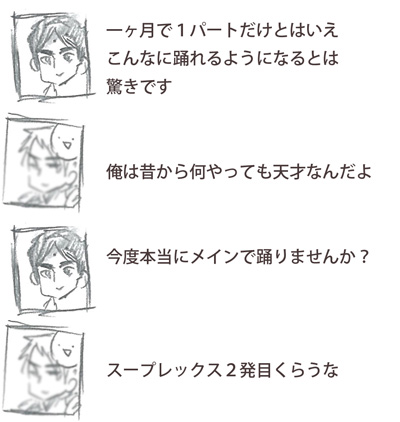 一ヶ月で１パートだけとはいえ
こんなに踊れるようになるとは
驚きです
俺は昔から何やっても天才なんだよ
今度本当にメインで踊りませんか？
スープレックス２発目くらうな